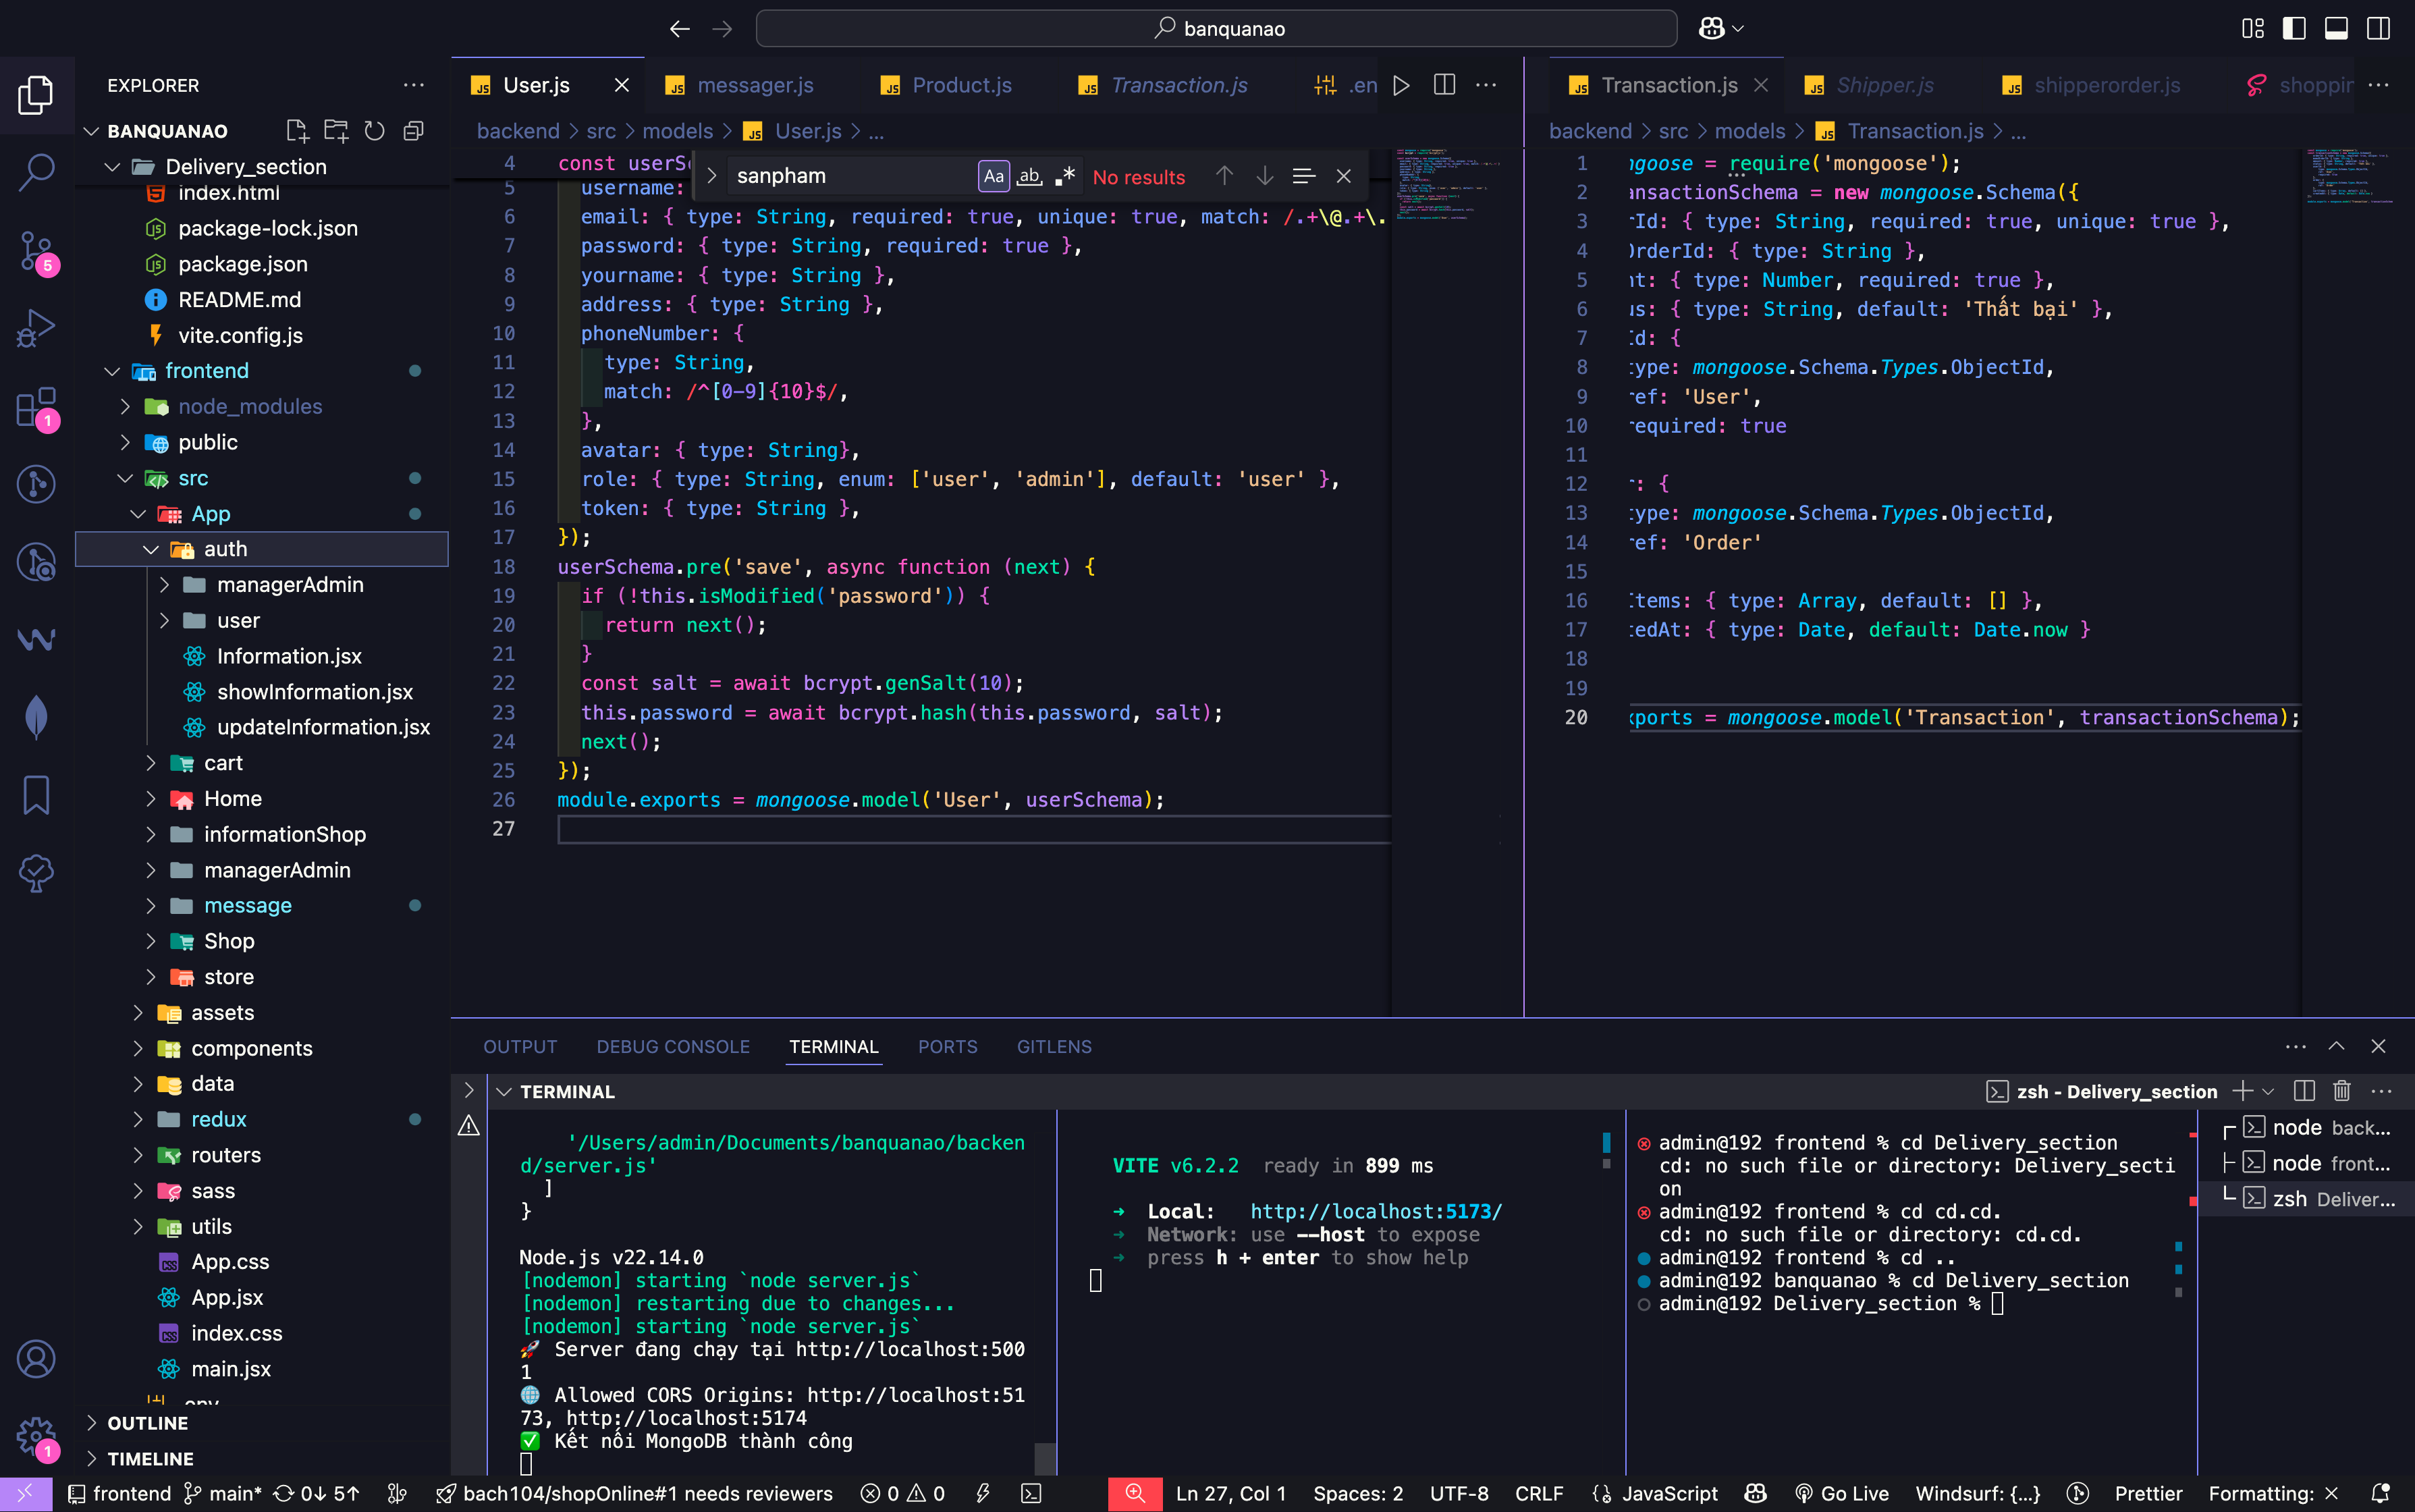 banquanao
EXPLORER
BANQUANAO
Delivery_section
index.html
package-lock.json
package.json
README.md
vite.config.js
frontend
node_modules
public
src
App
auth
managerAdmin
user
Information.jsx
showInformation.jsx
updateInformation.jsx
cart
Home
informationShop
managerAdmin
message
Shop
store
assets
components
data
redux
routers
sass
utils
App.css
App.jsx
index.css
main.jsx
.env
OUTLINE
TIMELINE
5
1
1
User.js
messager.js
Product.js
Transaction.js
.en
backend > src > models > User.js > ...
sanpham
Aa
ab
No results
4 const userS
5 username:
6 email: { type: String, required: true, unique: true, match: /.+\@.+\.
7 password: { type: String, required: true },
8 yourname: { type: String },
9 address: { type: String },
10 phoneNumber: {
11 type: String,
12 match: /^[0-9]{10}$/,
13 },
14 avatar: { type: String},
15 role: { type: String, enum: ['user', 'admin'], default: 'user' },
16 token: { type: String },
17 });
18 userSchema.pre('save', async function (next) {
19 if (!this.isModified('password')) {
20 return next();
21 }
22 const salt = await bcrypt.genSalt(10);
23 this.password = await bcrypt.hash(this.password, salt);
24 next();
25 });
26 module.exports = mongoose.model('User', userSchema);
27
Transaction.js
Shipper.js
shipperorder.js
shoppin
backend > src > models > Transaction.js > ...
1 ngoose = require('mongoose');
2 ansactionSchema = new mongoose.Schema({
3 rId: { type: String, required: true, unique: true },
4 OrderId: { type: String },
5 nt: { type: Number, required: true },
6 us: { type: String, default: 'Thất bại' },
7 Id: {
8 type: mongoose.Schema.Types.ObjectId,
9 ref: 'User',
10 required: true
11
12 r: {
13 type: mongoose.Schema.Types.ObjectId,
14 ref: 'Order'
15
16 Items: { type: Array, default: [] },
17 tedAt: { type: Date, default: Date.now }
18
19
20 xports = mongoose.model('Transaction', transactionSchema);
OUTPUT
DEBUG CONSOLE
TERMINAL
PORTS
GITLENS
TERMINAL
zsh - Delivery_section
'/Users/admin/Documents/banquanao/backen
d/server.js'
]
}
Node.js v22.14.0
[nodemon] starting `node server.js`
[nodemon] restarting due to changes...
[nodemon] starting `node server.js`
🚀 Server đang chạy tại http://localhost:500
1
🌐 Allowed CORS Origins: http://localhost:51
73, http://localhost:5174
✅ Kết nối MongoDB thành công
VITE v6.2.2 ready in 899 ms
➜ Local: http://localhost:5173/
➜ Network: use --host to expose
➜ press h + enter to show help
admin@192 frontend % cd Delivery_section
cd: no such file or directory: Delivery_secti
on
admin@192 frontend % cd cd.cd.
cd: no such file or directory: cd.cd.
admin@192 frontend % cd ..
admin@192 banquanao % cd Delivery_section
admin@192 Delivery_section %
node back...
node front...
zsh Deliver...
frontend
main*
0↓ 5↑
bach104/shopOnline#1 needs reviewers
0
0
Ln 27, Col 1
Spaces: 2
UTF-8
CRLF
JavaScript
Go Live
Windsurf: {...}
Prettier
Formatting: ×